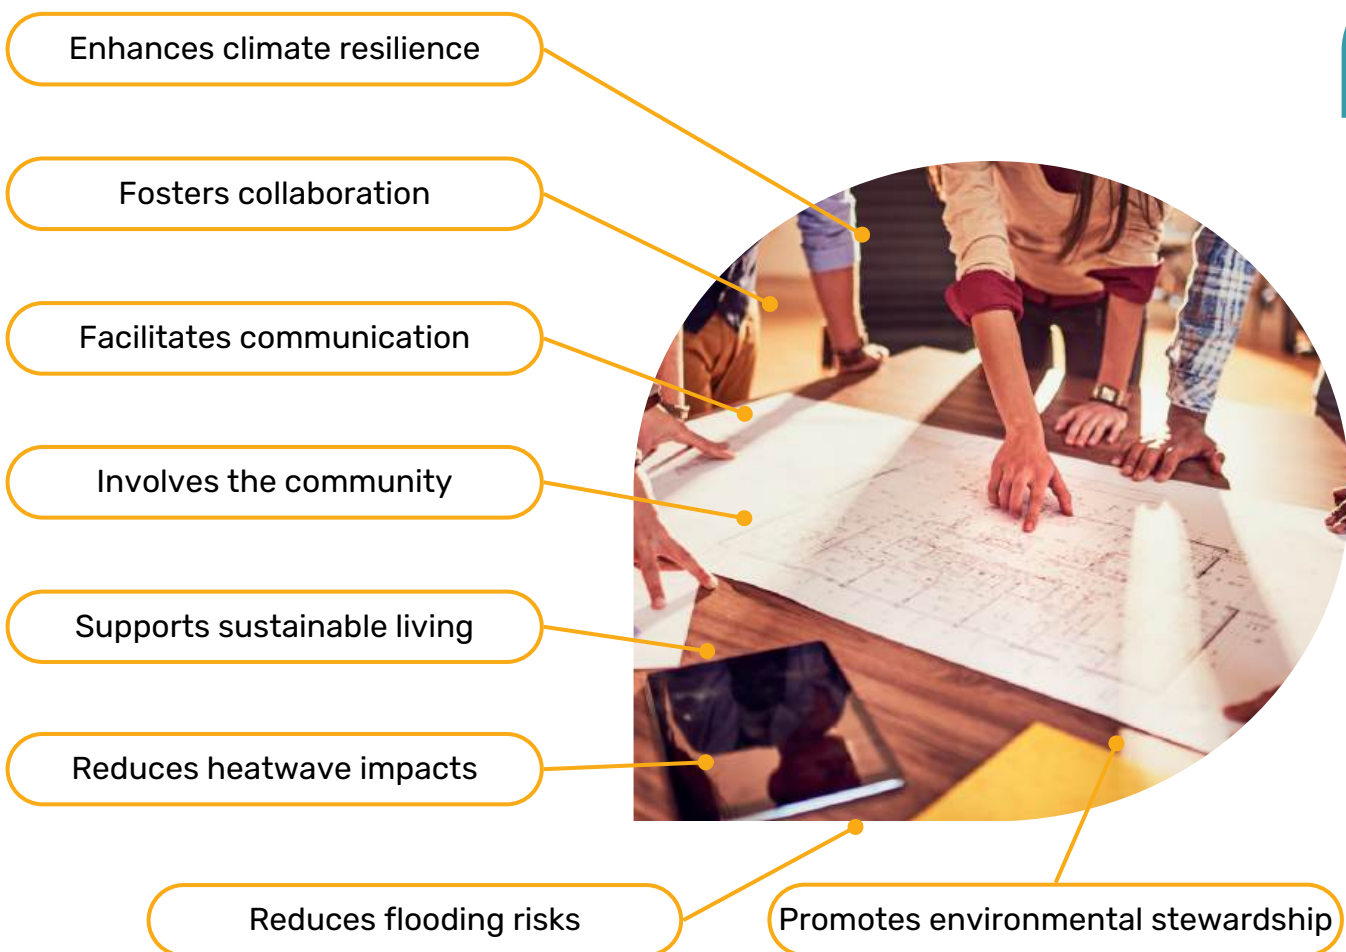 Enhances climate resilience
Fosters collaboration
Facilitates communication
Involves the community
Supports sustainable living
Reduces heatwave impacts
Reduces flooding risks
Promotes environmental stewardship